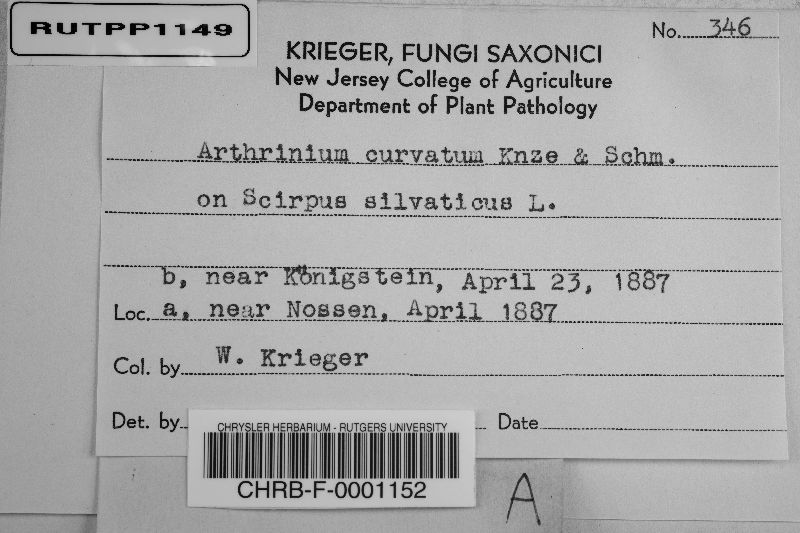 RUTPP1149
No. 346
KRIEGER, FUNGI SAXONICI
New Jersey College of Agriculture
Department of Plant Pathology
Arthrinium curvatum Knze & Schm.
on Scirpus silvaticus L.
b, near Königstein, April 23, 1887
Loc. a, near Nossen, April 1887
Col. by W. Krieger
Det. by Date
CHRYSLER HERBARIUM - RUTGERS UNIVERSITY
CHRB-F-0001152
A